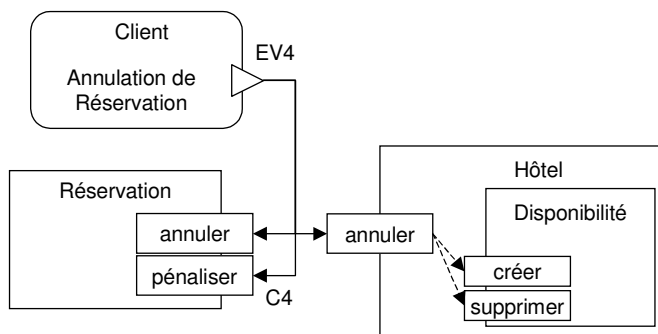 Client
EV4
Annulation de
Réservation
Réservation
annuler
pénaliser
C4
annuler
Hôtel
Disponibilité
créer
supprimer